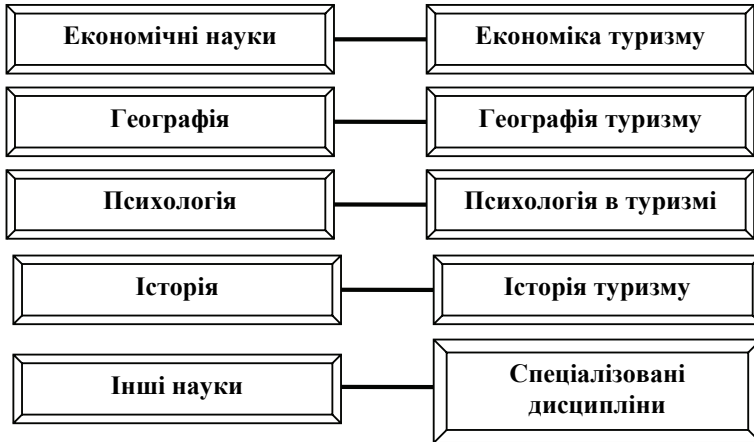 Економічні науки
Економіка туризму
Географія
Географія туризму
Психологія
Психологія в туризмі
Історія
Історія туризму
Інші науки
Спеціалізовані
дисципліни